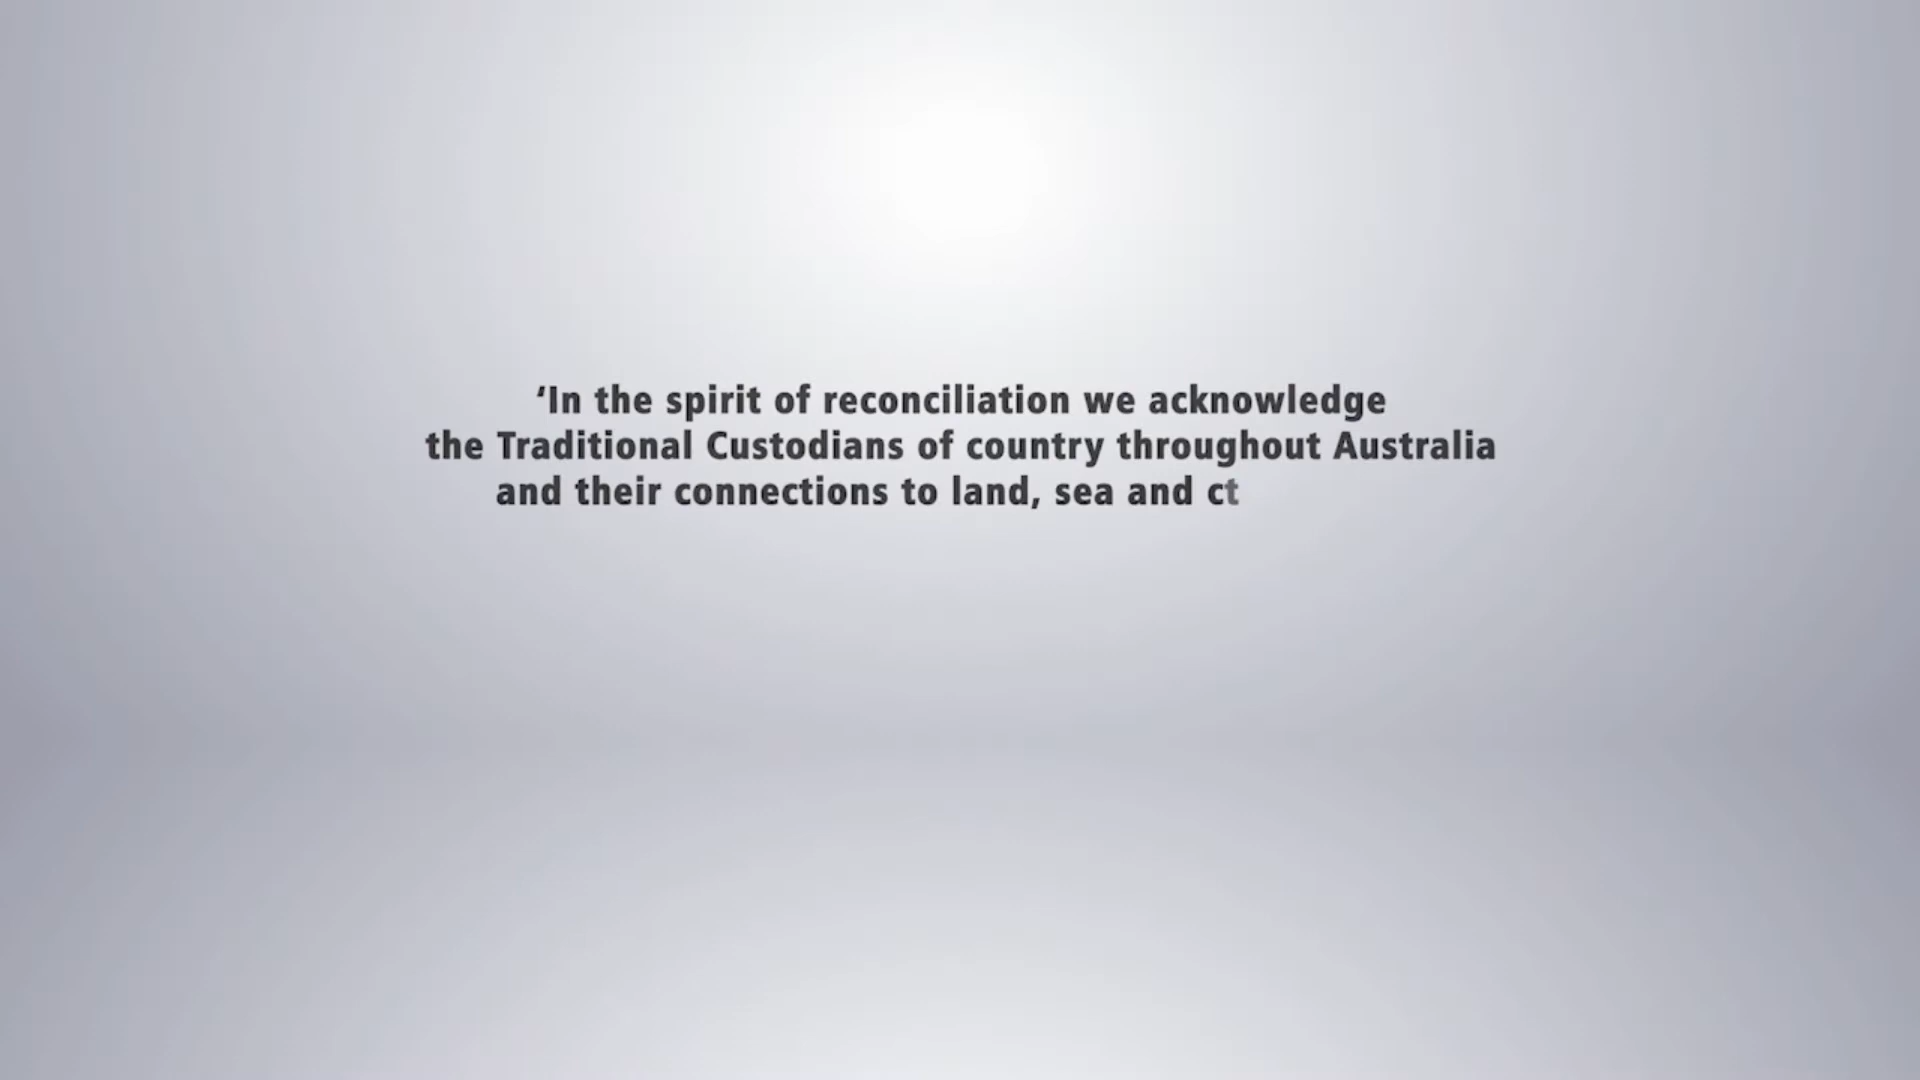 ‘In the spirit of reconciliation we acknowledge
the Traditional Custodians of country throughout Australia
and their connections to land, sea and ct